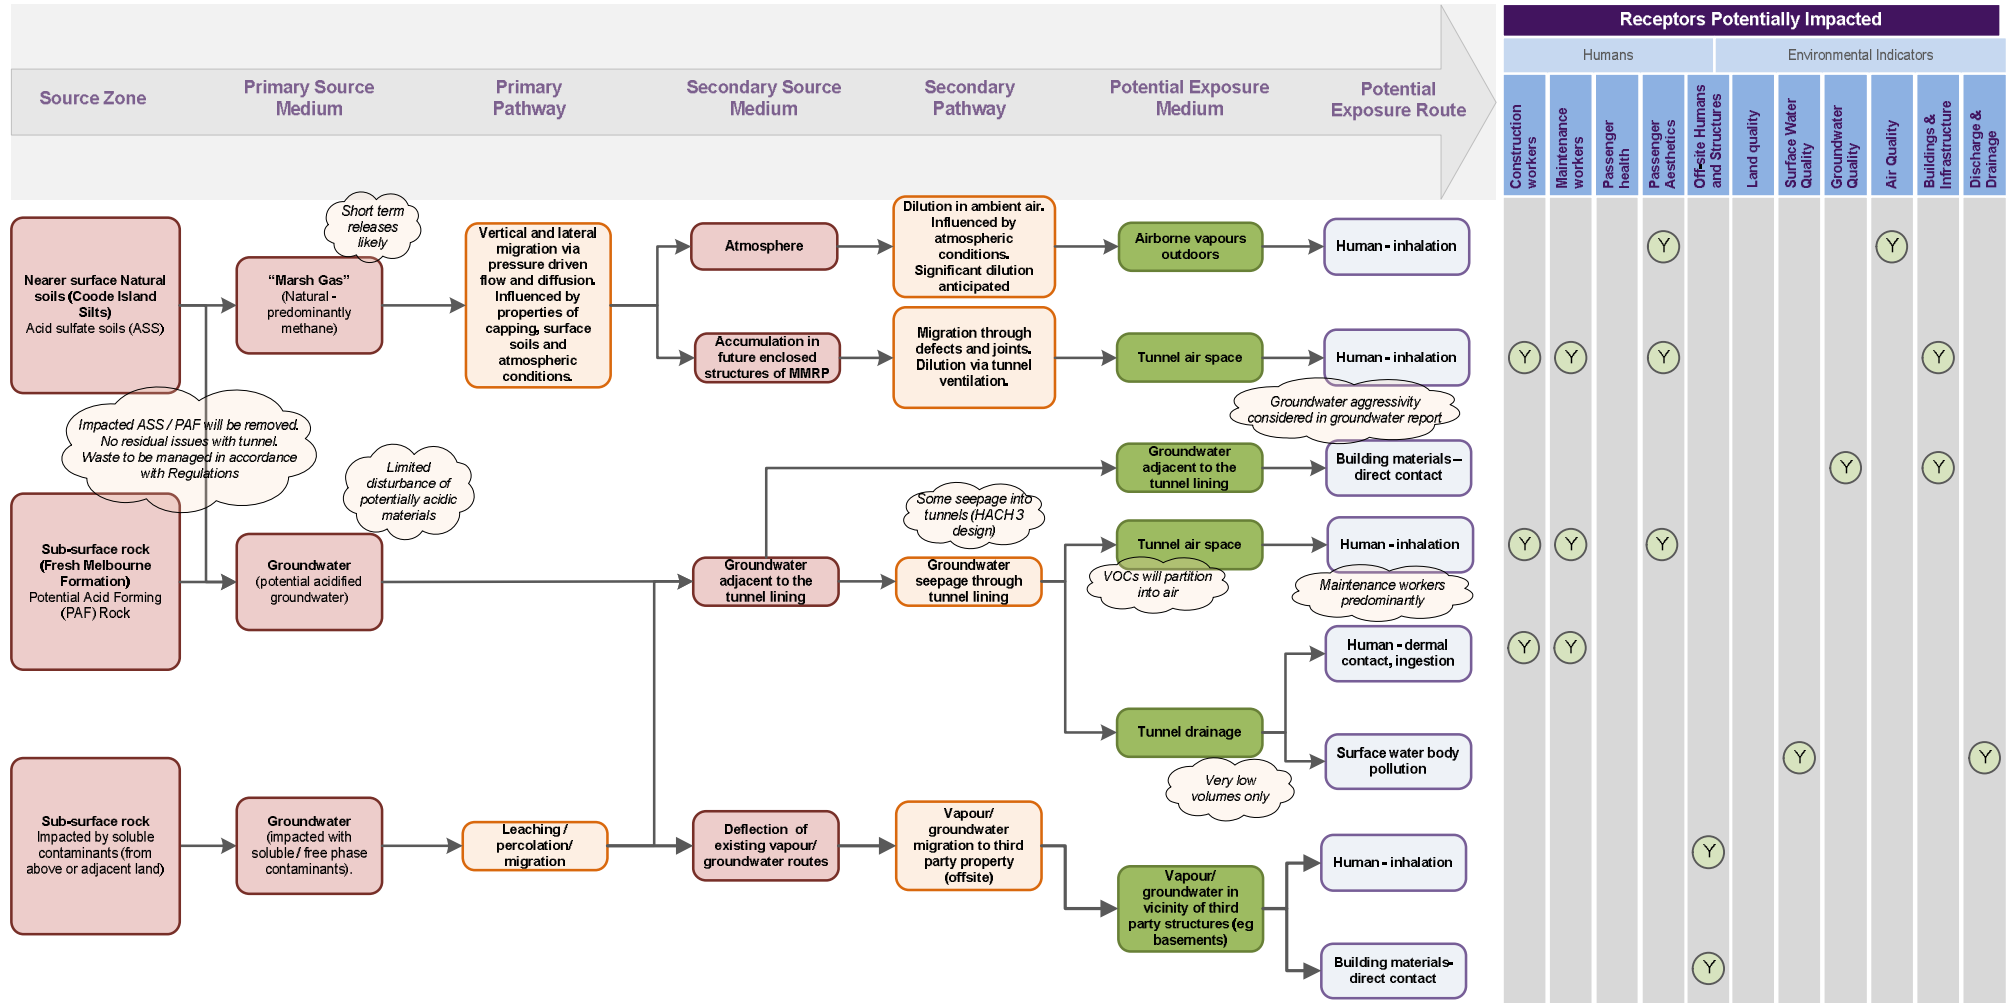 Receptors Potentially Impacted
Humans
Environmental Indicators
Source Zone
Primary Source
Medium
Primary
Pathway
Secondary Source
Medium
Secondary
Pathway
Potential Exposure
Medium
Potential
Exposure Route
Construction
workers
Maintenance
workers
Passenger
health
Passenger
Aesthetics
Off-site Humans
and Structures
Land quality
Surface Water
Quality
Groundwater
Quality
Air Quality
Buildings &
Infrastructure
Discharge &
Drainage
Nearer surface Natural
soils (Coode Island
Silts)
Acid sulfate soils (ASS)
Short term
releases
likely
“Marsh Gas”
(Natural -
predominantly
methane)
Vertical and lateral
migration via
pressure driven
flow and diffusion.
Influenced by
properties of
capping, surface
soils and
atmospheric
conditions.
Atmosphere
Dilution in ambient air.
Influenced by
atmospheric
conditions.
Significant dilution
anticipated
Airborne vapours
outdoors
Human - inhalation
Y
Y
Accumulation in
future enclosed
structures of MMRP
Migration through
defects and joints.
Dilution via tunnel
ventilation.
Tunnel air space
Human - inhalation
Y
Y
Y
Y
Impacted ASS / PAF will be removed.
No residual issues with tunnel.
Waste to be managed in accordance
with Regulations
Groundwater aggressivity
considered in groundwater report
Limited
disturbance of
potentially acidic
materials
Groundwater
adjacent to the
tunnel lining
Building materials –
direct contact
Y
Y
Sub-surface rock
(Fresh Melbourne
Formation)
Potential Acid Forming
(PAF) Rock
Groundwater
(potential acidified
groundwater)
Groundwater
adjacent to the
tunnel lining
Some seepage into
tunnels (HACH 3
design)
Groundwater
seepage through
tunnel lining
Tunnel air space
Human - inhalation
Y
Y
Y
VOCs will partition
into air
Maintenance workers
predominantly
Human - dermal
contact, ingestion
Y
Y
Tunnel drainage
Surface water body
pollution
Y
Y
Very low
volumes only
Sub-surface rock
Impacted by soluble
contaminants (from
above or adjacent land)
Groundwater
(impacted with
soluble / free phase
contaminants).
Leaching /
percolation/
migration
Deflection of
existing vapour/
groundwater routes
Vapour/
groundwater
migration to third
party property
(offsite)
Vapour/
groundwater in
vicinity of third
party structures (eg
basements)
Human - inhalation
Y
Building materials-
direct contact
Y